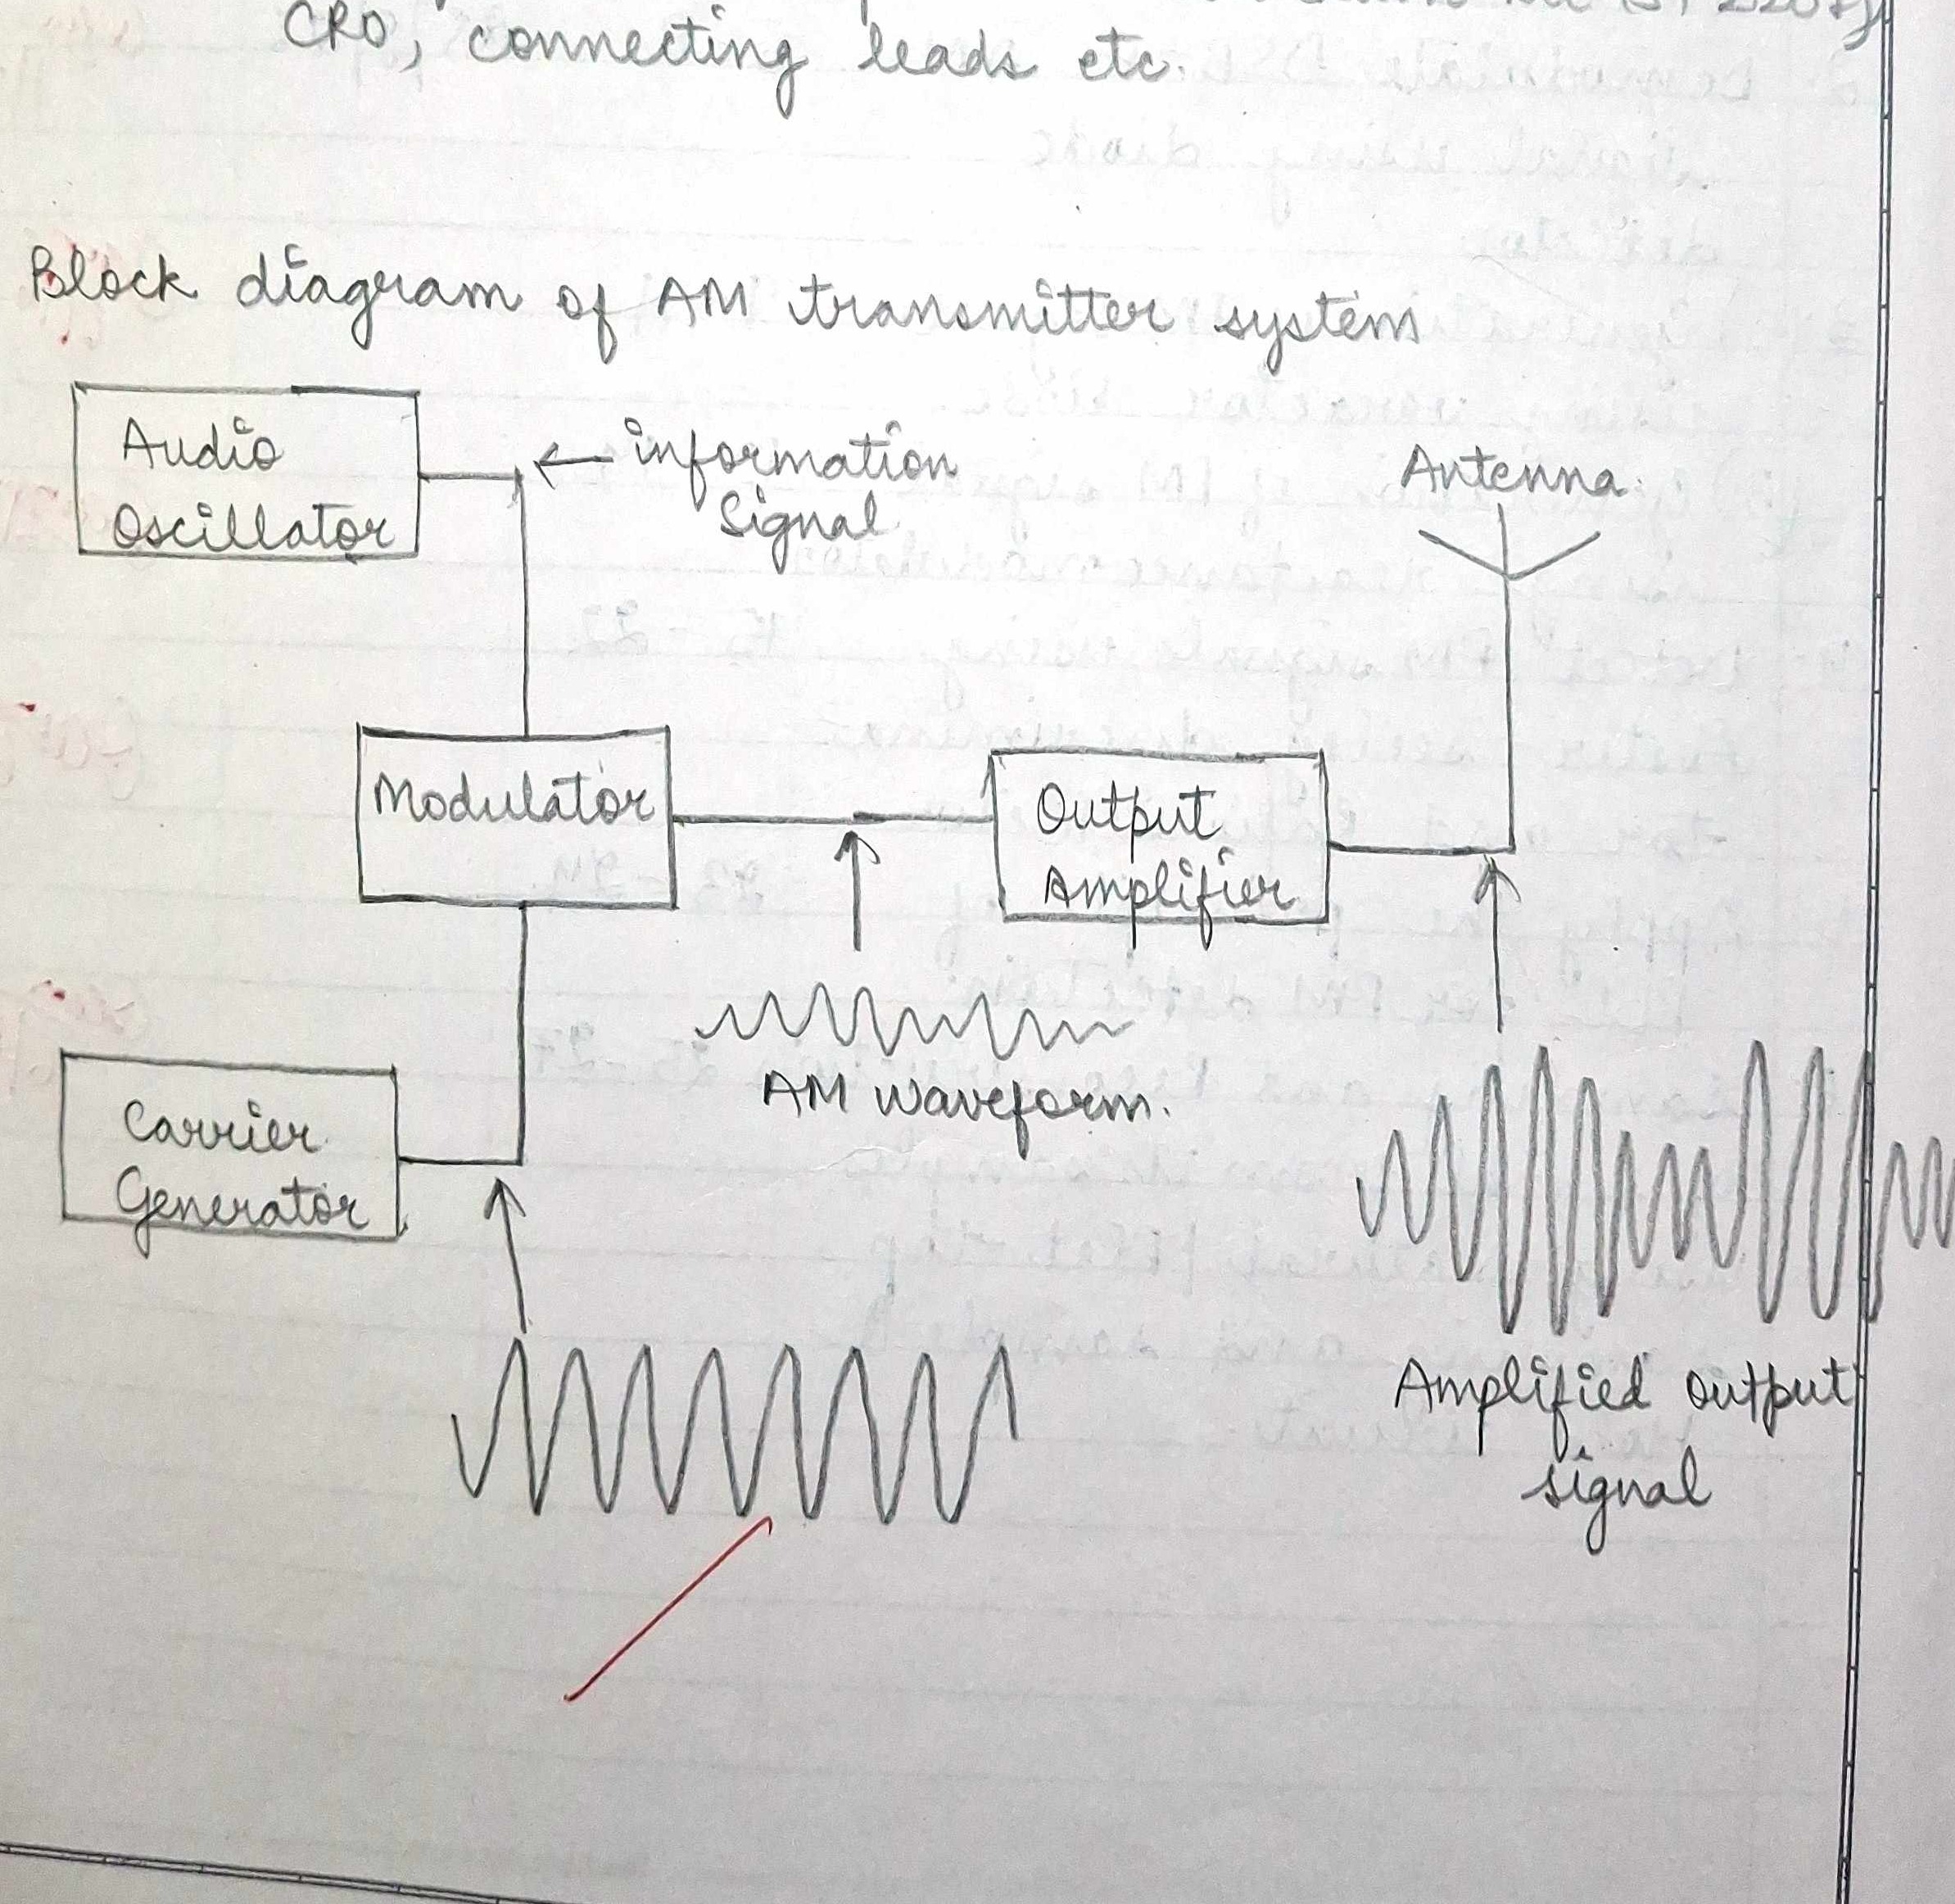 CRO, connecting leads etc.
Block diagram of AM transmitter system
Audio
Oscillator
information
Signal
Antenna
Modulator
Output
Amplifier
AM waveform.
Carrier
Generator
Amplified output
signal